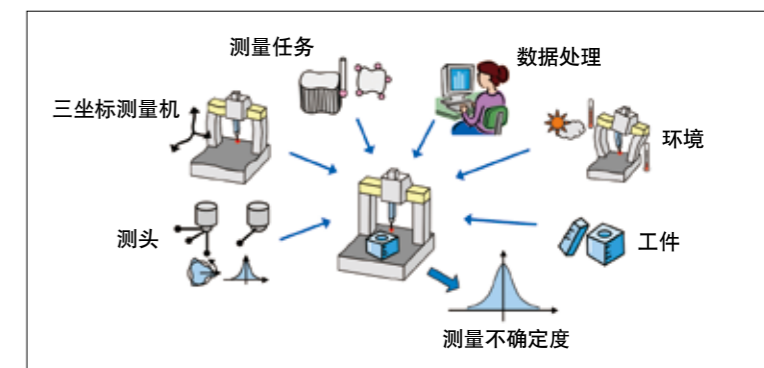 测量任务
数据处理
三坐标测量机
环境
测头
工件
测量不确定度